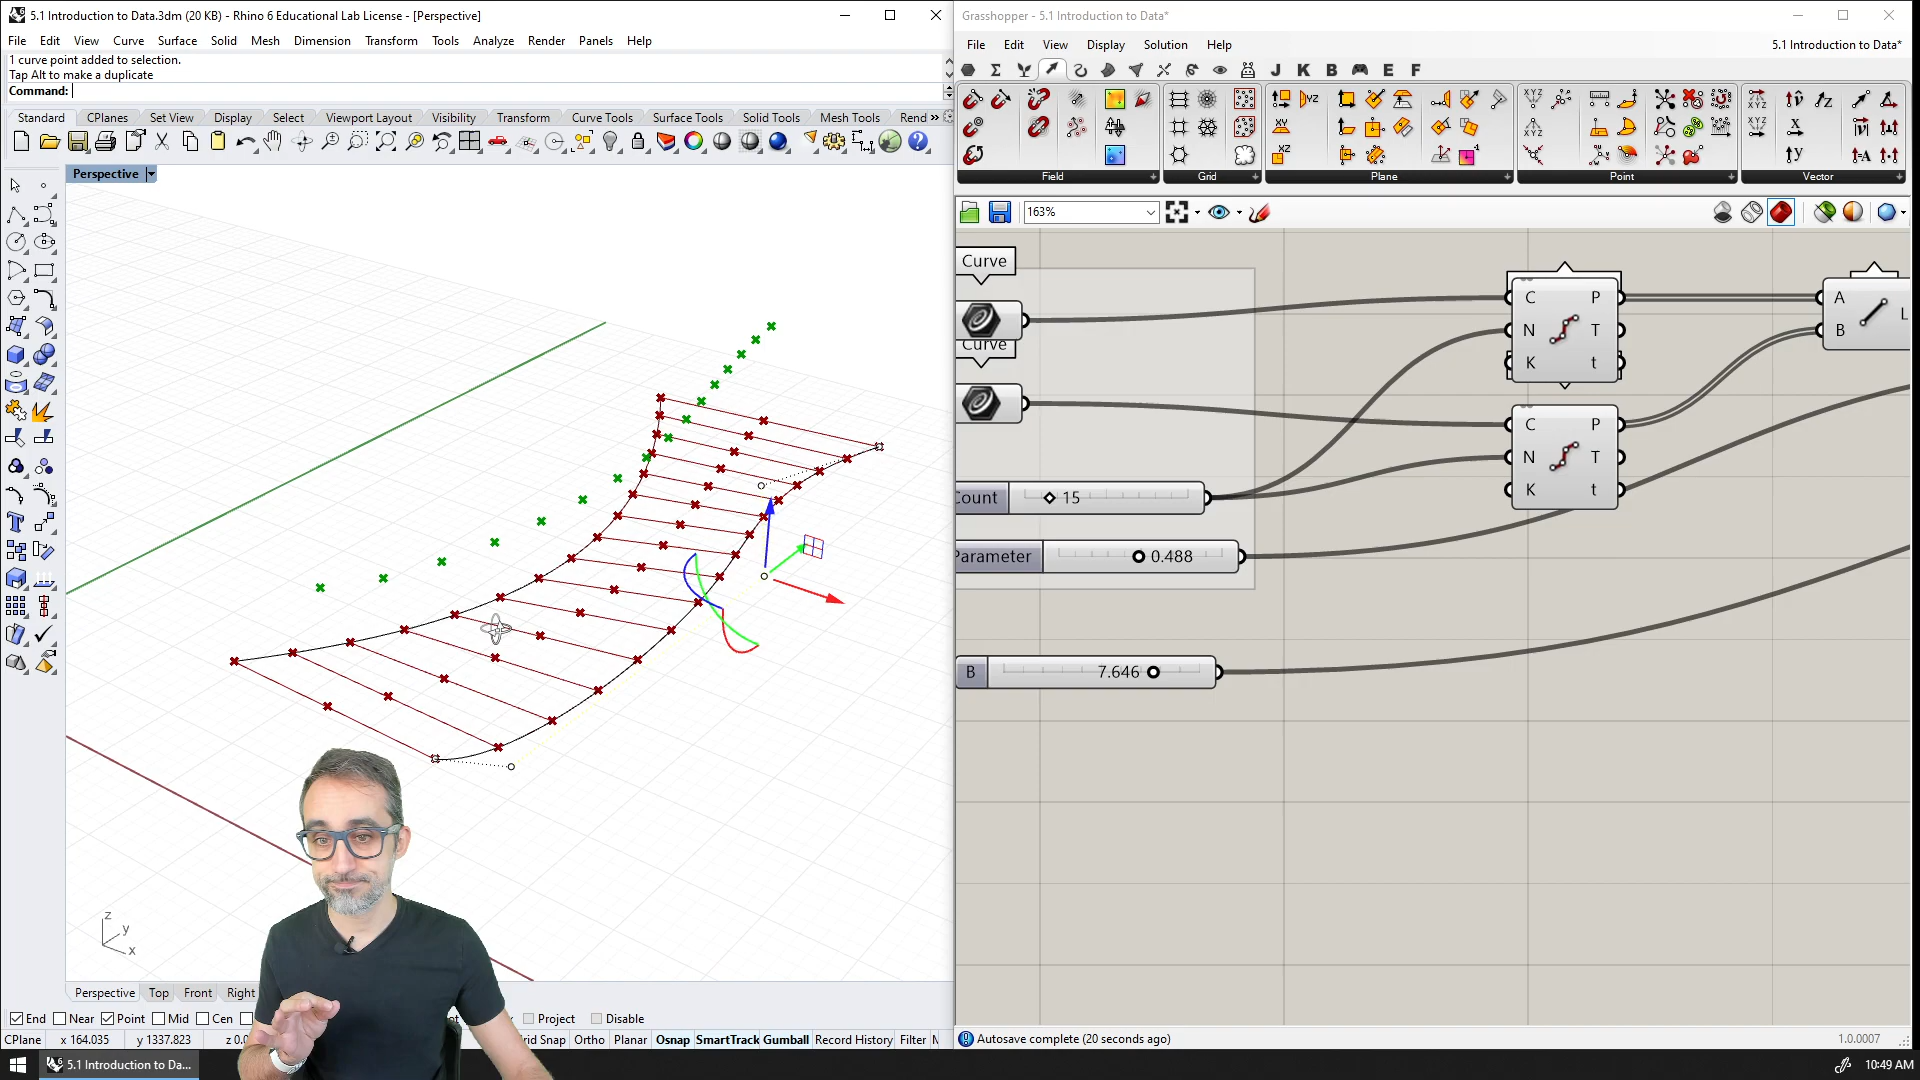 5.1 Introduction to Data.3dm (20 KB) - Rhino 6 Educational Lab License - [Perspective]
File Edit View Curve Surface Solid Mesh Dimension Transform Tools Analyze Render Panels Help
1 curve point added to selection.
Tap Alt to make a duplicate
Command:
Standard CPlanes Set View Display Select Viewport Layout Visibility Transform Curve Tools Surface Tools Solid Tools Mesh Tools Rend
Perspective
z
y
x
Perspective Top Front Right
End Near Point Mid Cen Project Disable
CPlane x 164.035 y 1337.823 z 0.0 rid Snap Ortho Planar Osnap SmartTrack Gumball Record History Filter
5.1 Introduction to Da...
Grasshopper - 5.1 Introduction to Data*
File Edit View Display Solution Help 5.1 Introduction to Data*
J K B E F
Field Grid Plane Point Vector
163%
Curve
Curve
Count 15
Parameter 0.488
B 7.646
C P
N T
K t
C P
N T
K t
A
B L
Autosave complete (20 seconds ago) 1.0.0007
10:49 AM